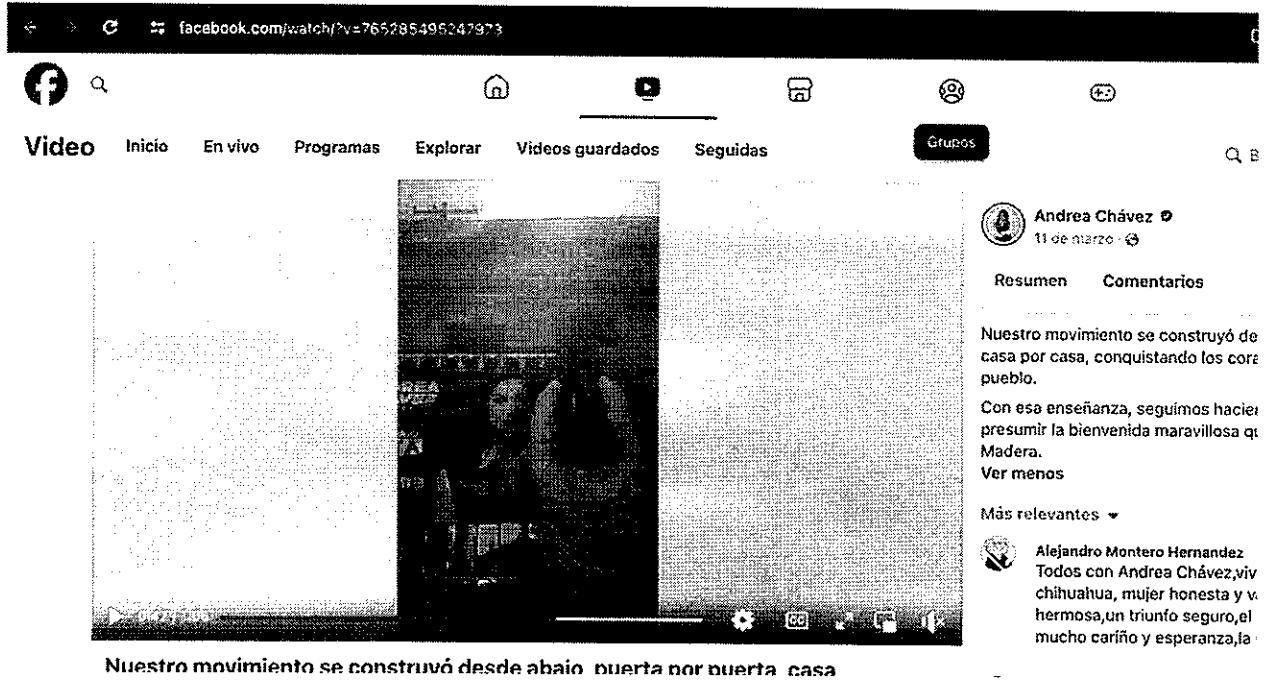 facebook.com/watch/?v=765285495247973
Video Inicio En vivo Programas Explorar Videos guardados Seguidas Grupos
Andrea Chávez
11 de marzo
Resumen Comentarios
Nuestro movimiento se construyó de
casa por casa, conquistando los cora
pueblo.
Con esa enseñanza, seguimos hacier
presumir la bienvenida maravillosa qu
Madera.
Ver menos
Más relevantes
Alejandro Montero Hernandez
Todos con Andrea Chávez,viv
chihuahua, mujer honesta y va
hermosa,un triunfo seguro,el
mucho cariño y esperanza,la
Nuestro movimiento se construyó desde abajo, puerta por puerta, casa